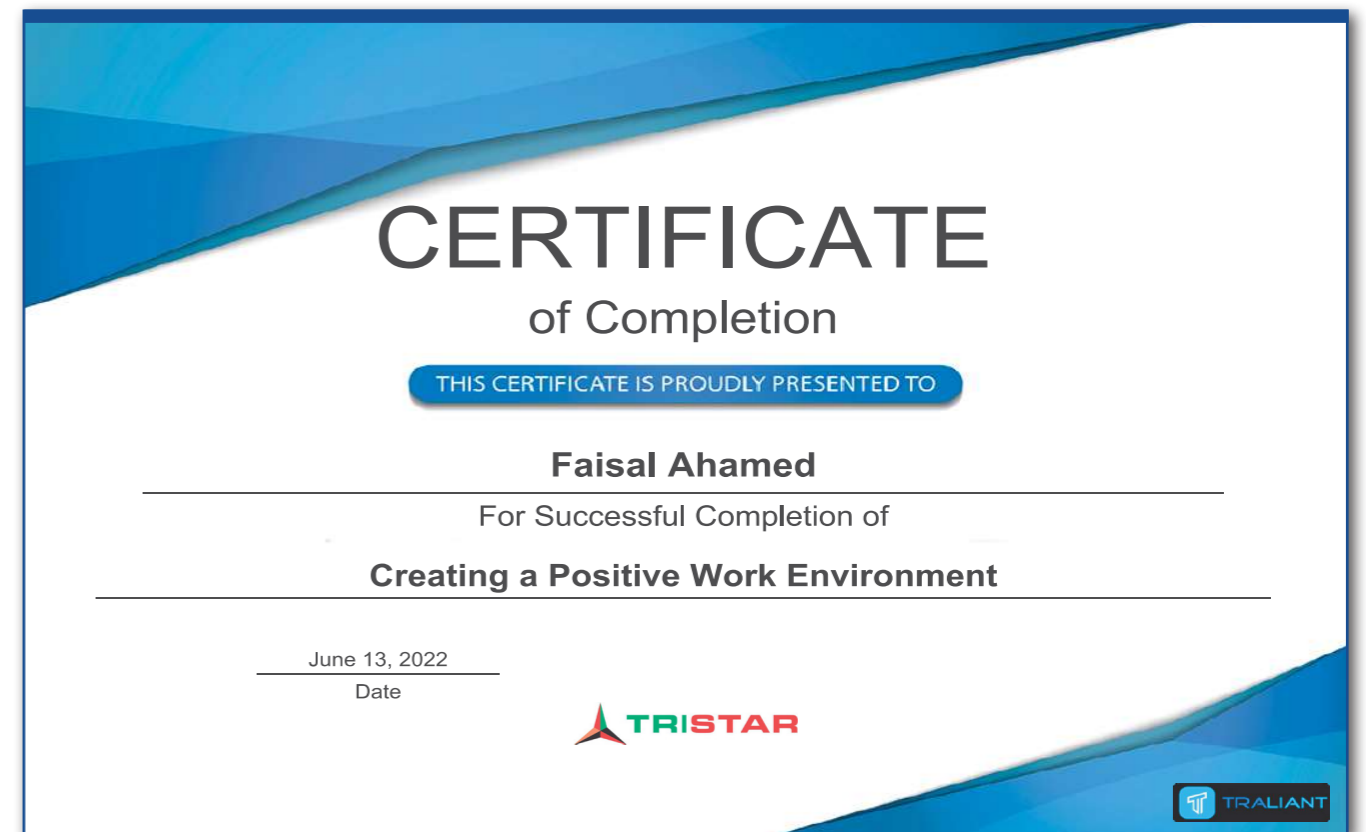 CERTIFICATE
of Completion
THIS CERTIFICATE IS PROUDLY PRESENTED TO
Faisal Ahamed
For Successful Completion of
Creating a Positive Work Environment
June 13, 2022
Date
TRISTAR
TRALIANT